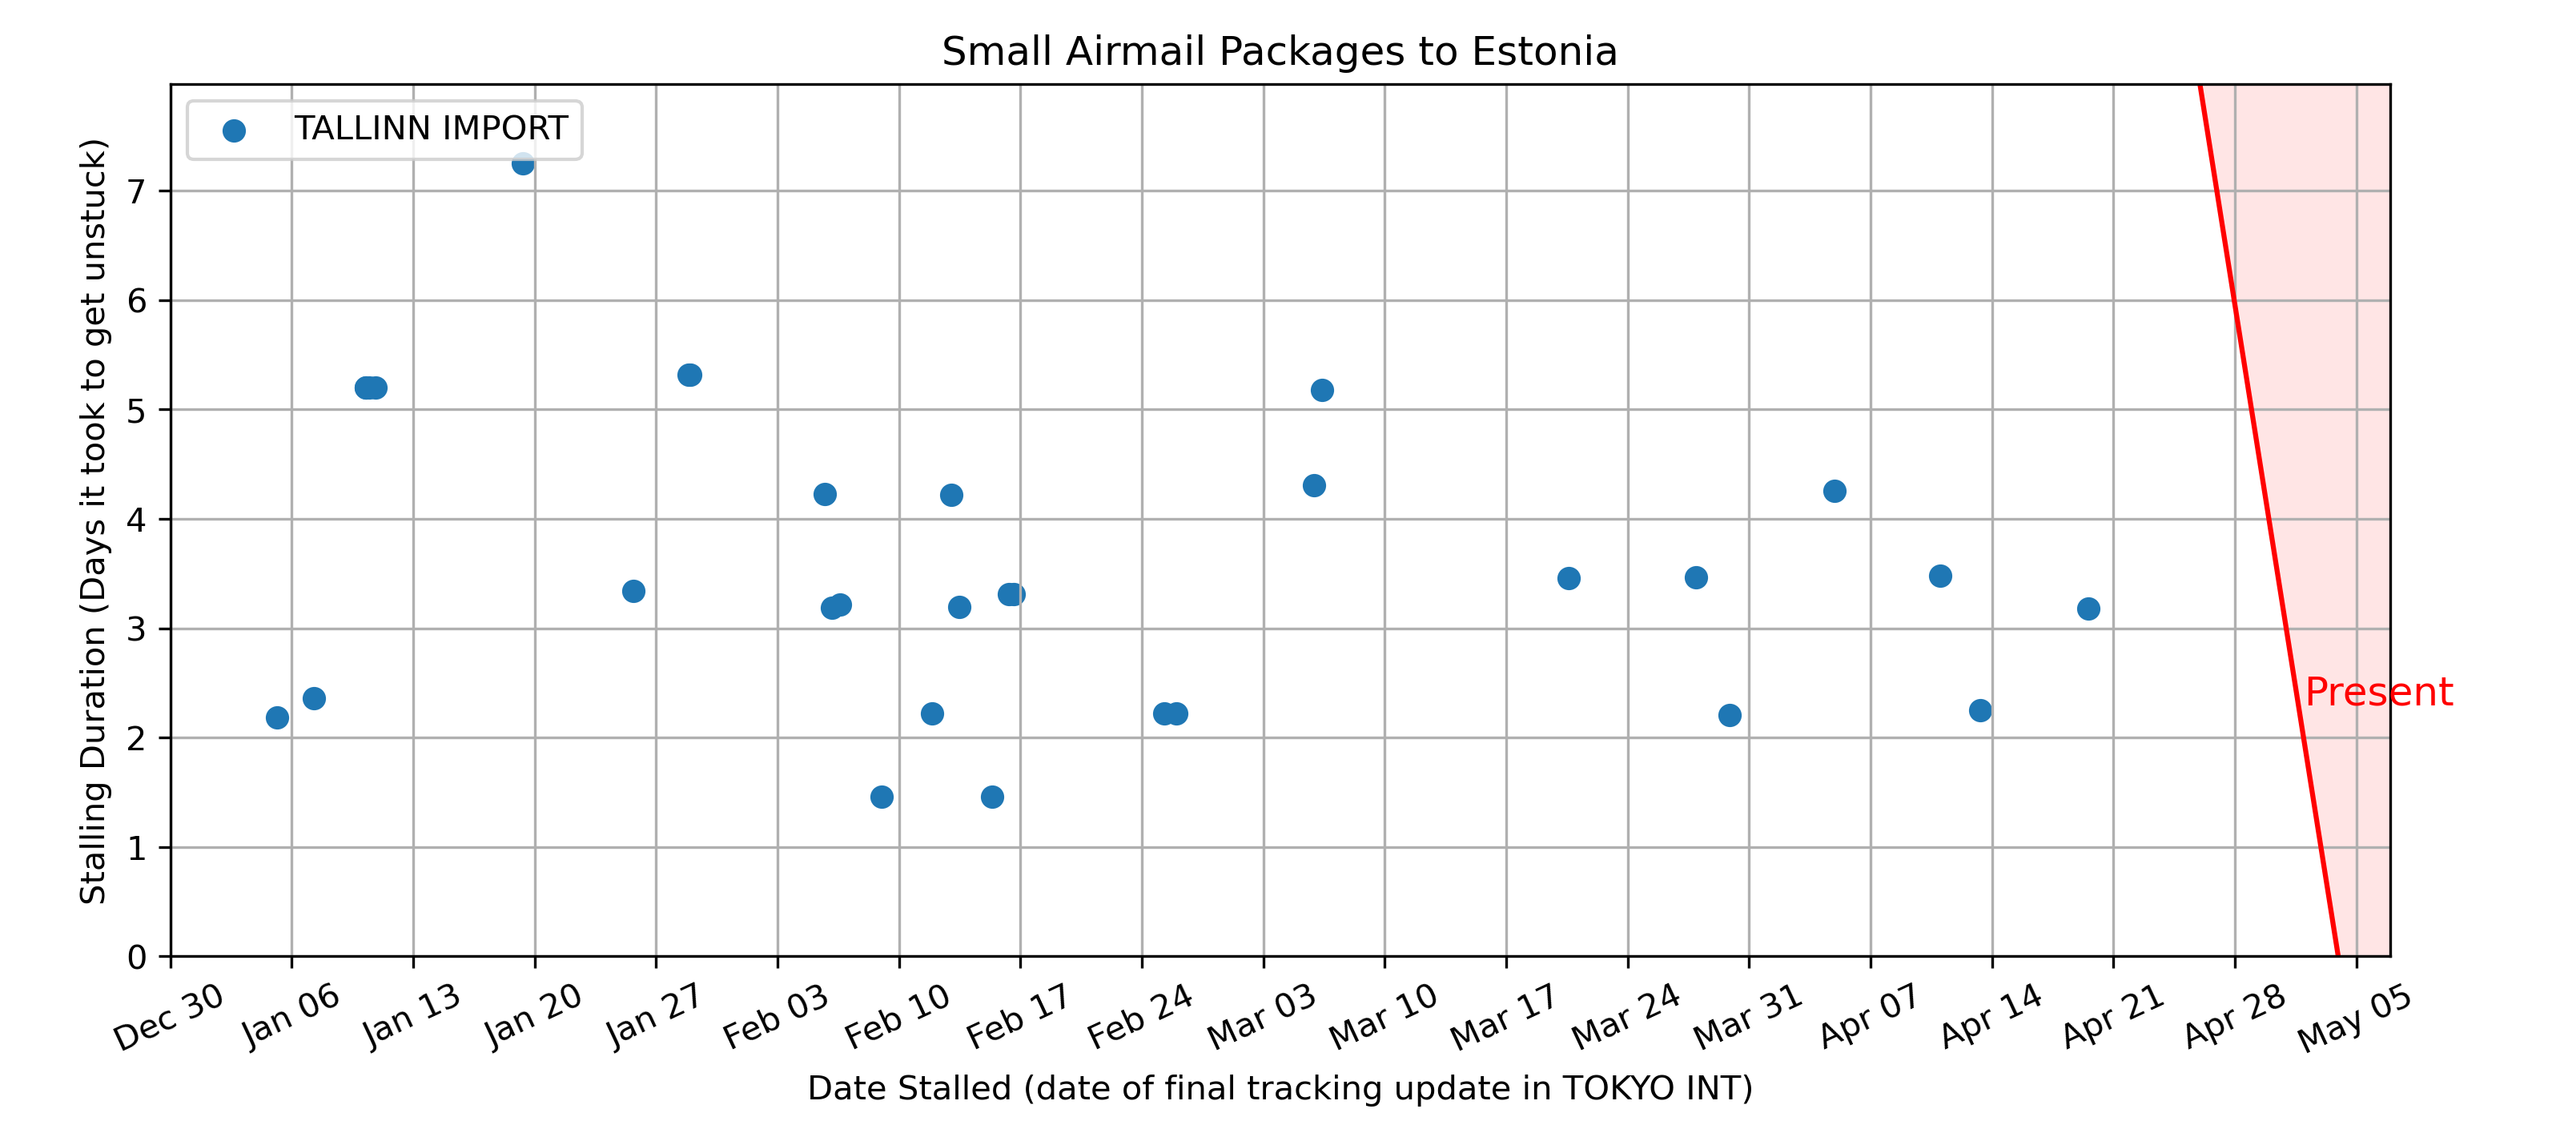 Small Airmail Packages to Estonia
TALLINN IMPORT
Stalling Duration (Days it took to get unstuck)
7
6
5
4
3
2
1
0
Present
Dec 30 Jan 06 Jan 13 Jan 20 Jan 27 Feb 03 Feb 10 Feb 17 Feb 24 Mar 03 Mar 10 Mar 17 Mar 24 Mar 31 Apr 07 Apr 14 Apr 21 Apr 28 May 05
Date Stalled (date of final tracking update in TOKYO INT)